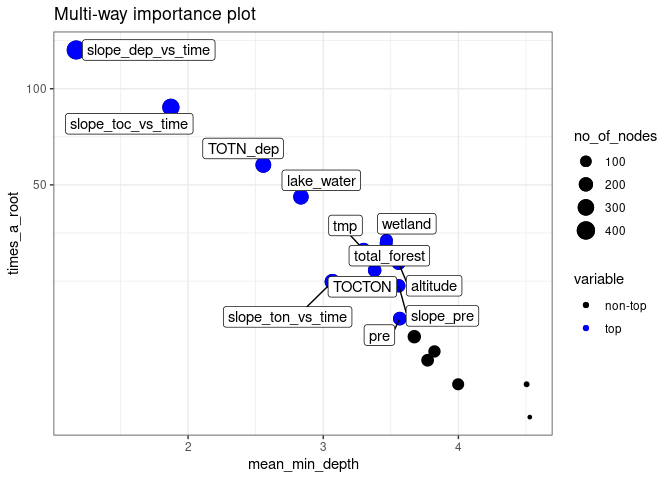 Multi-way importance plot
times_a_root
100
50
slope_dep_vs_time
slope_toc_vs_time
TOTN_dep
lake_water
tmp
wetland
total_forest
TOCTON
altitude
slope_ton_vs_time
slope_pre
pre
2
3
4
mean_min_depth
no_of_nodes
100
200
300
400
variable
non-top
top